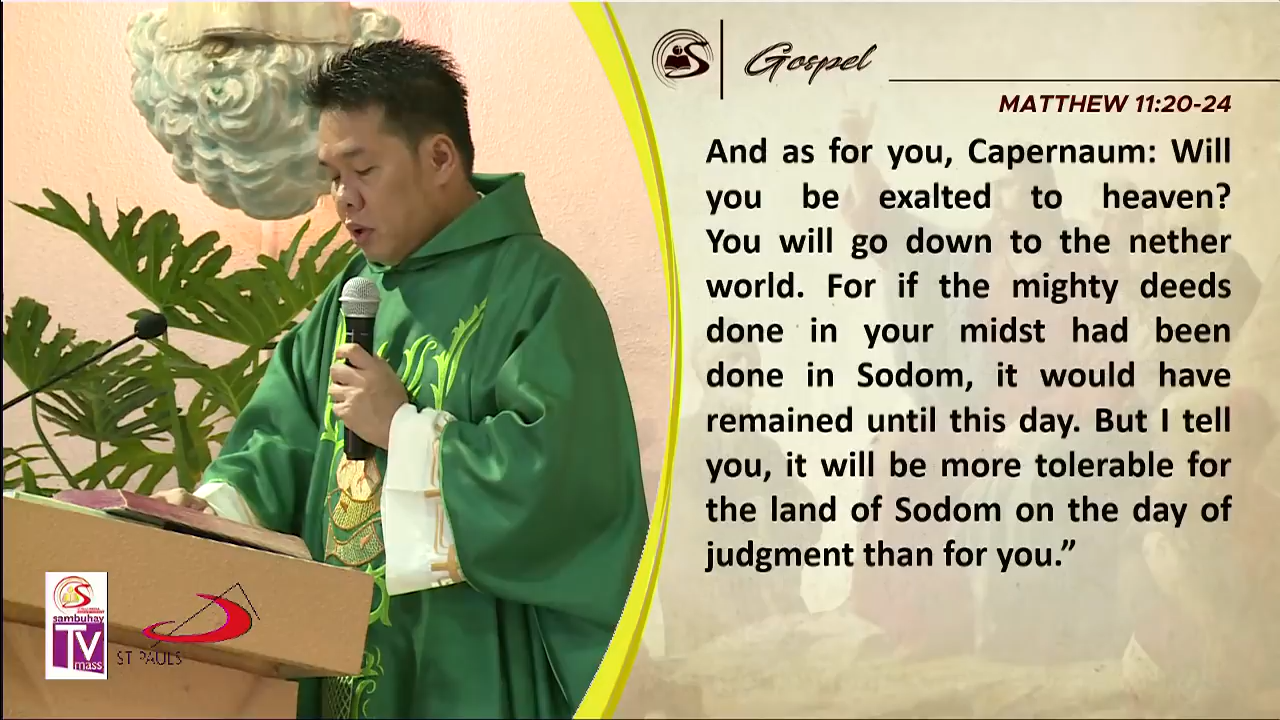 Gospel
MATTHEW 11:20-24
And as for you, Capernaum: Will
you be exalted to heaven?
You will go down to the nether
world. For if the mighty deeds
done in your midst had been
done in Sodom, it would have
remained until this day. But I tell
you, it will be more tolerable for
the land of Sodom on the day of
judgment than for you.”
sambuhay
TV
mass
ST PAULS